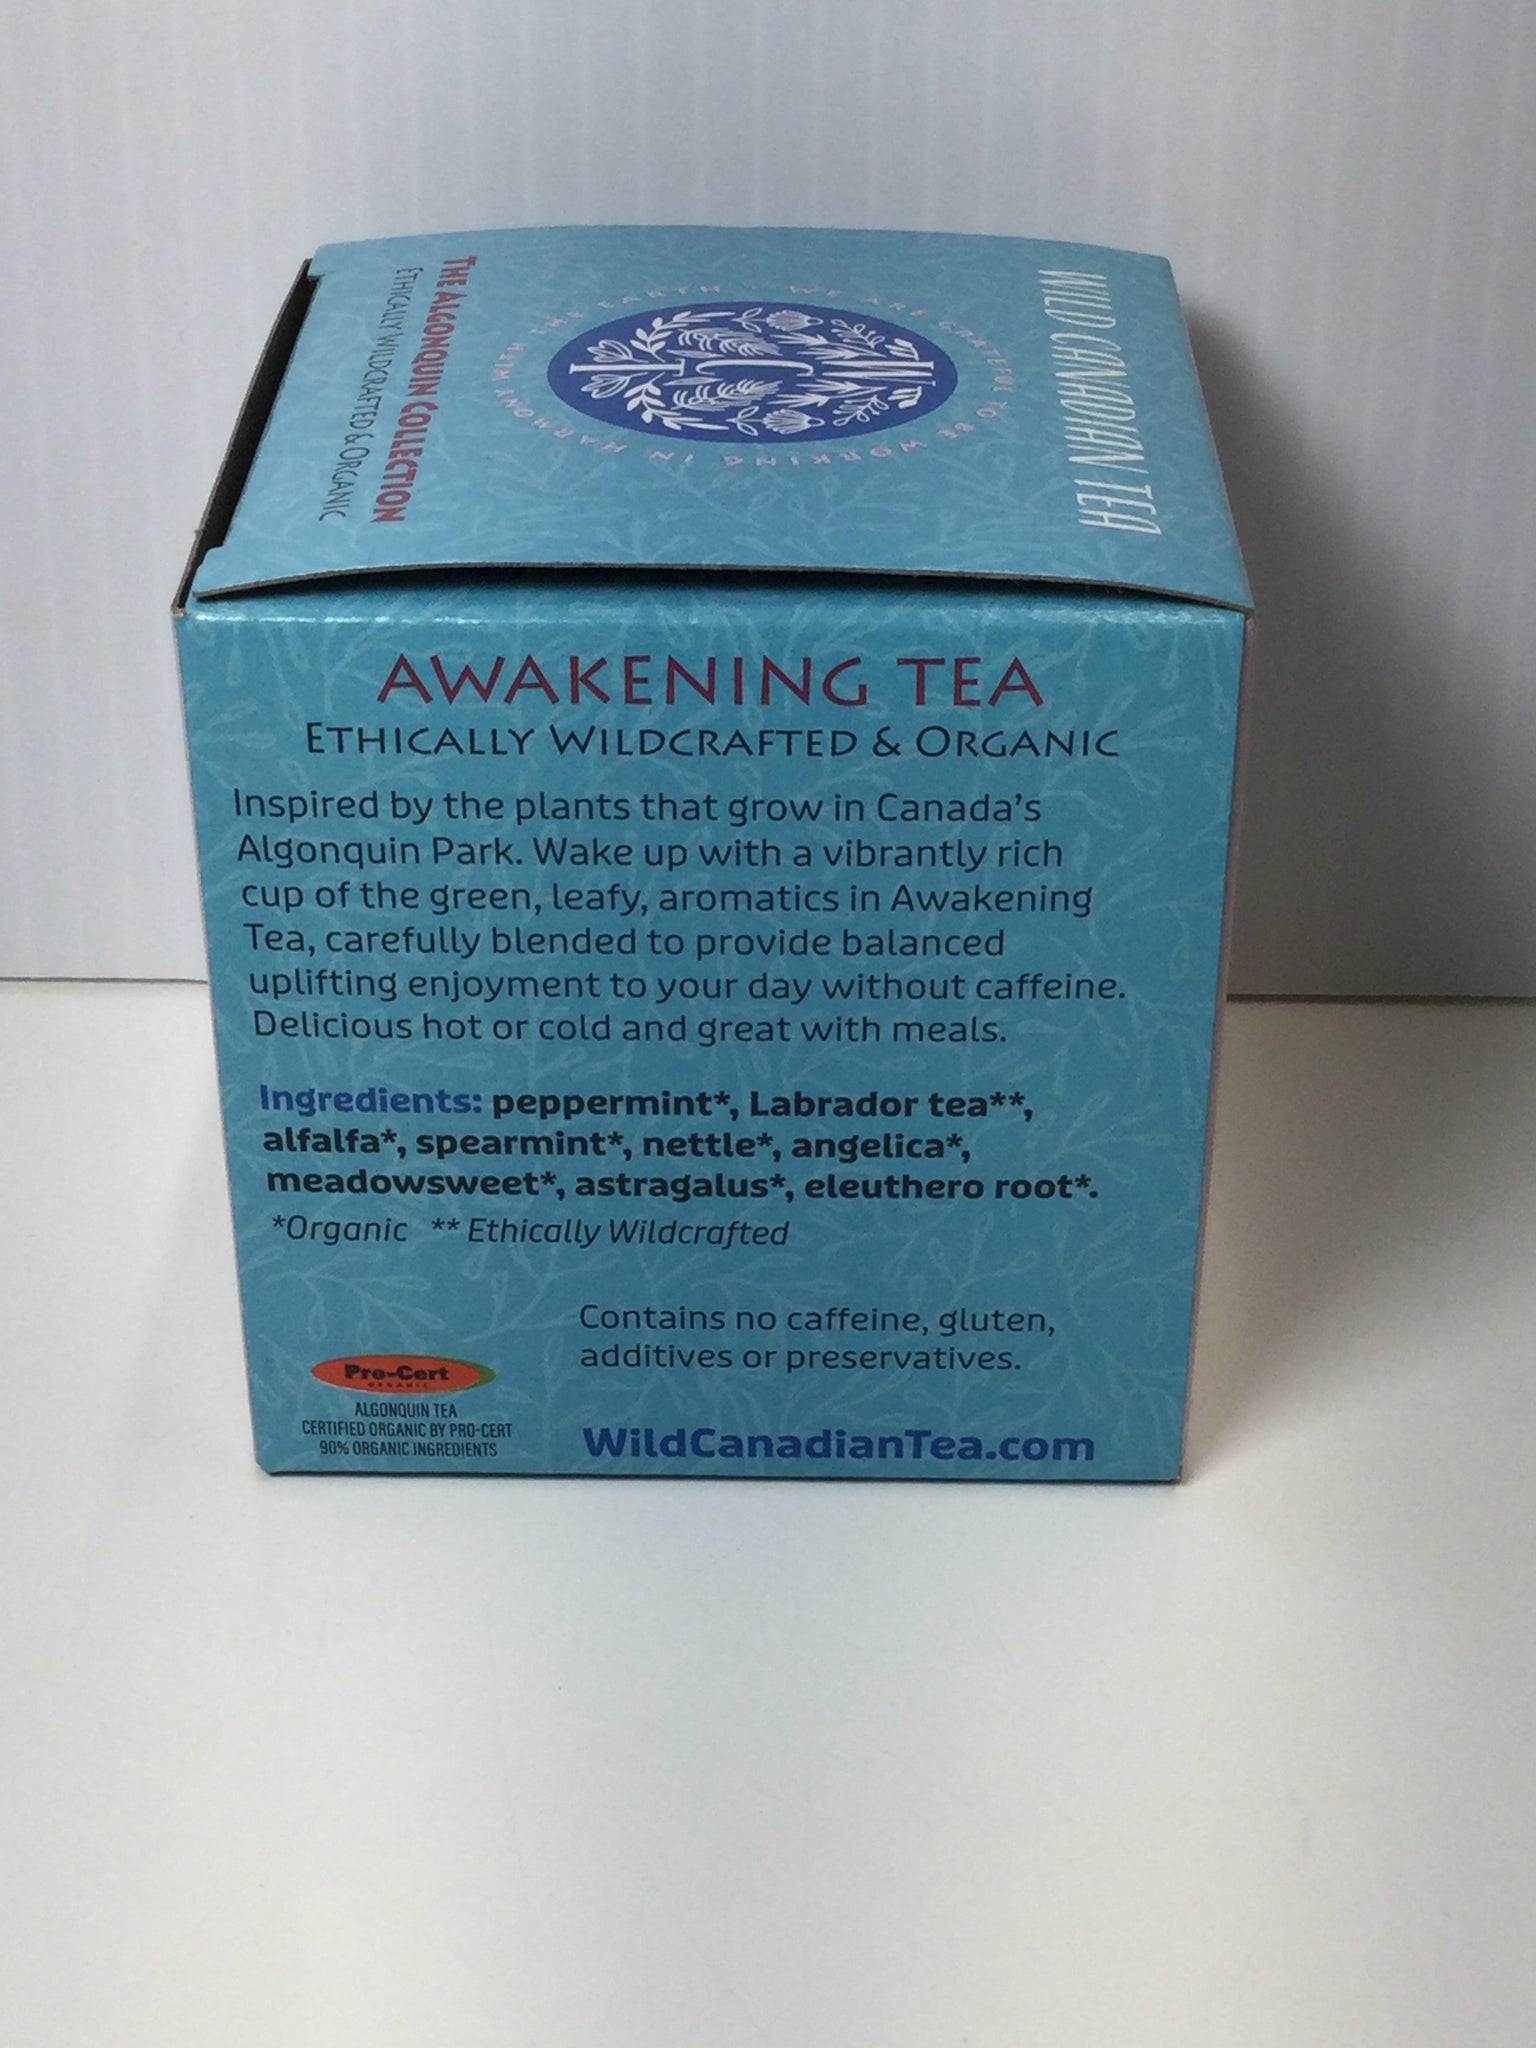 WILD CANADIAN TEA
WE ARE GRATEFUL TO BE WORKING IN HARMONY WITH THE EARTH
THE ALGONQUIN COLLECTION
ETHICALLY WILDCRAFTED & ORGANIC
AWAKENING TEA
ETHICALLY WILDCRAFTED & ORGANIC
Inspired by the plants that grow in Canada's
Algonquin Park. Wake up with a vibrantly rich
cup of the green, leafy, aromatics in Awakening
Tea, carefully blended to provide balanced
uplifting enjoyment to your day without caffeine.
Delicious hot or cold and great with meals.
Ingredients: peppermint*, Labrador tea**,
alfalfa*, spearmint*, nettle*, angelica*,
meadowsweet*, astragalus*, eleuthero root*.
*Organic ** Ethically Wildcrafted
Contains no caffeine, gluten,
additives or preservatives.
Pro-Cert
ORGANIC
ALGONQUIN TEA
CERTIFIED ORGANIC BY PRO-CERT
90% ORGANIC INGREDIENTS
WildCanadianTea.com